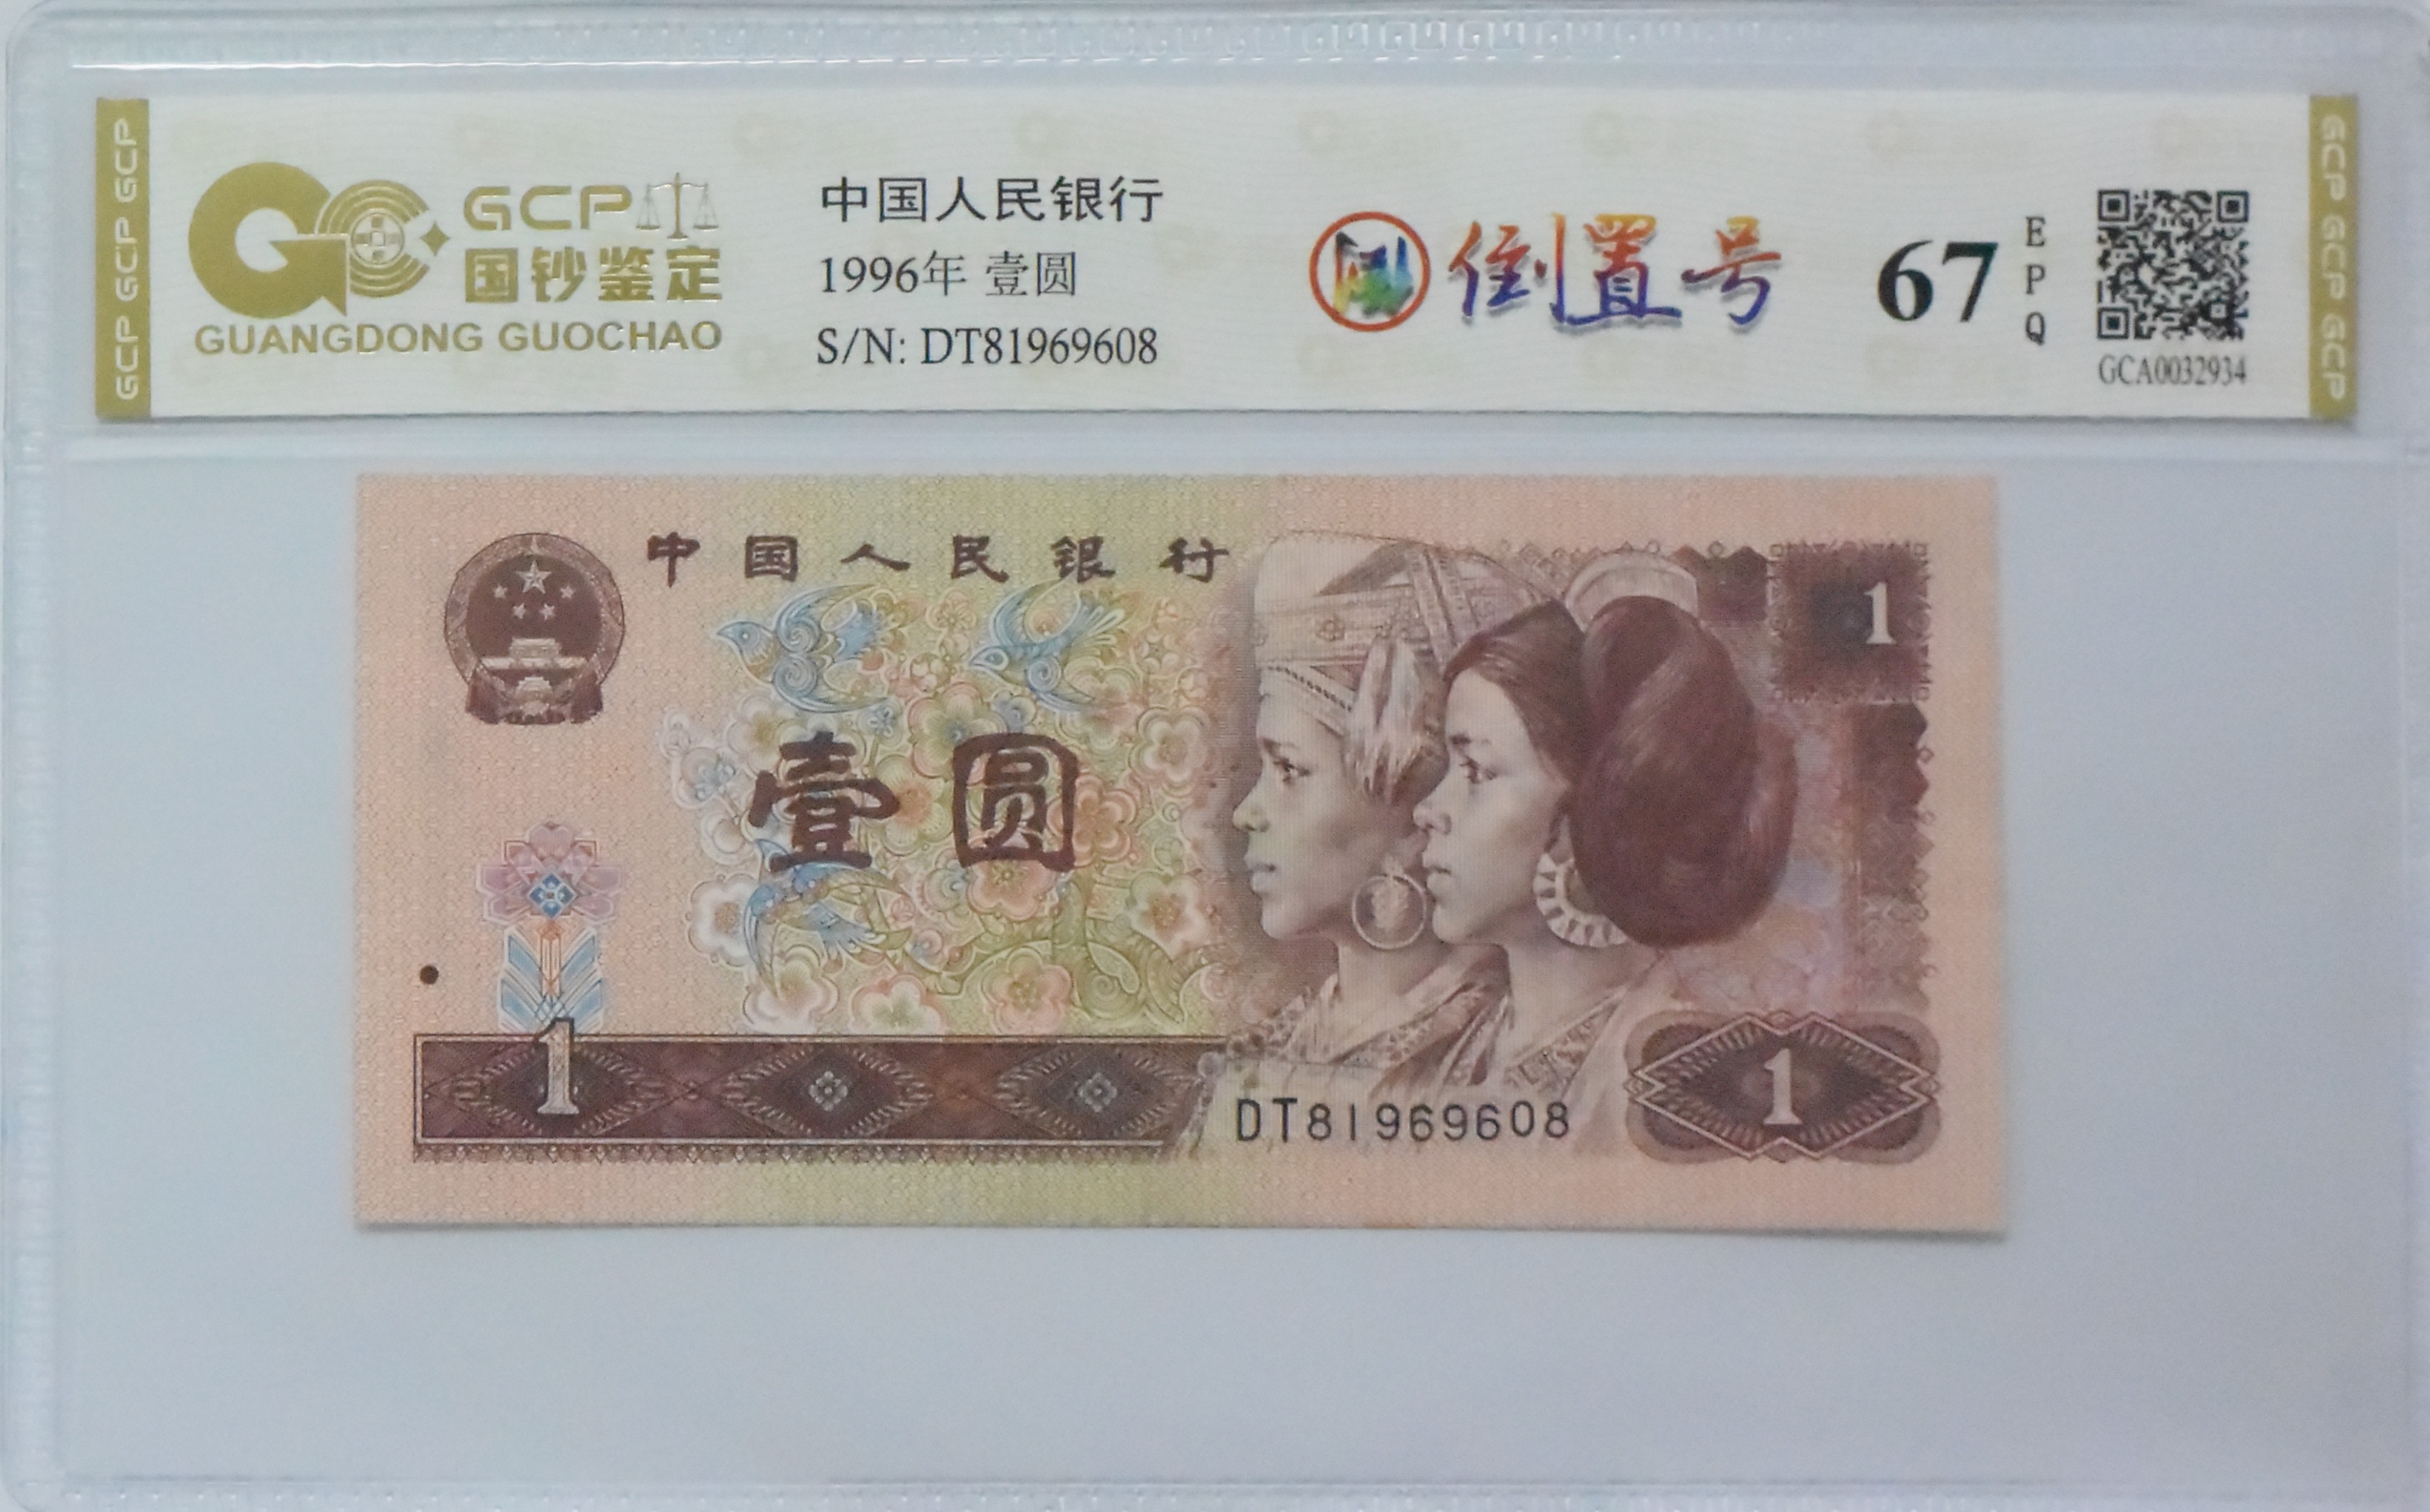 GCP GCP GCP
GCP
国钞鉴定
GUANGDONG GUOCHAO
中国人民银行
1996年 壹圆
S/N: DT81969608
倒置号
67
EPQ
GCA0032934
GCP GCP GCP
中国人民银行
1
壹圆
1
1
DT81969608